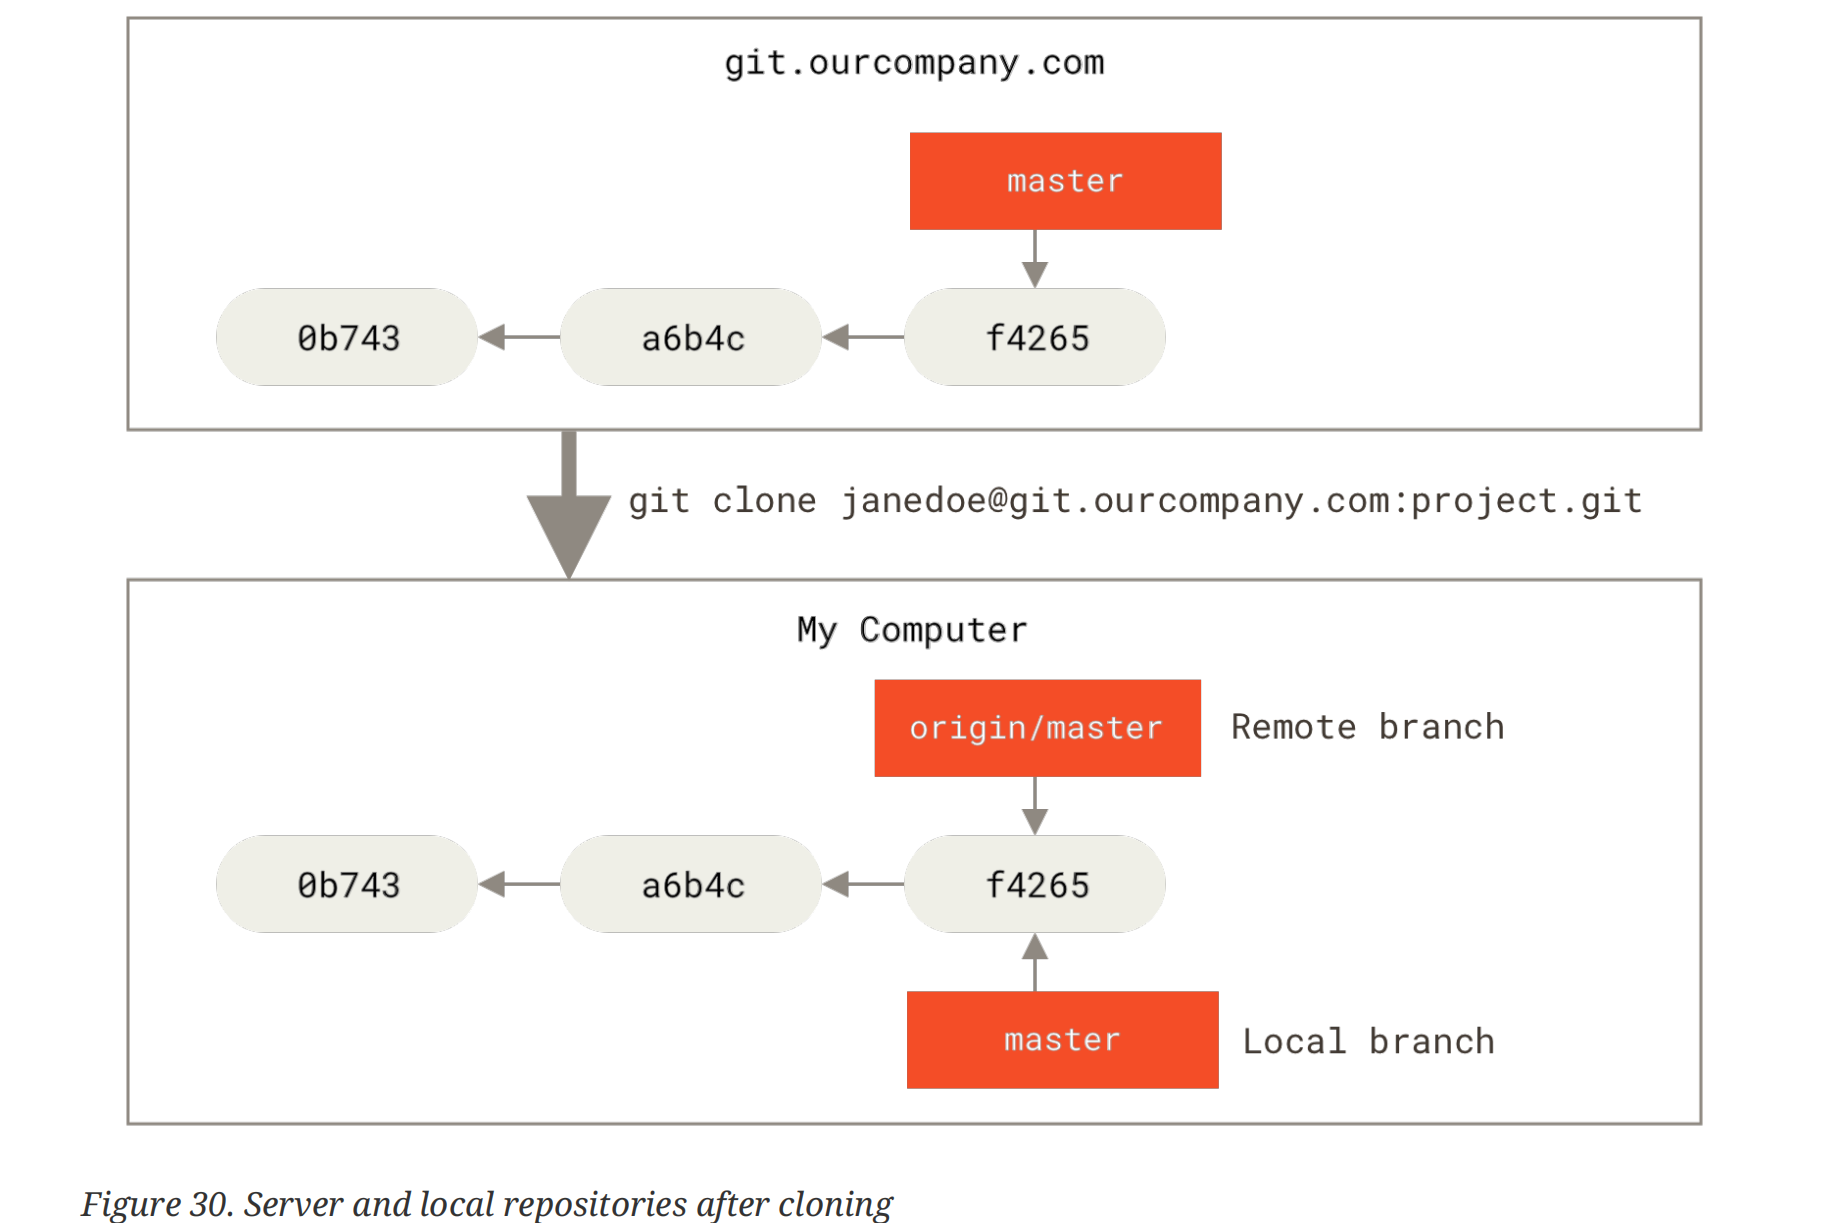 git.ourcompany.com
master
0b743
a6b4c
f4265
git clone janedoe@git.ourcompany.com:project.git
My Computer
origin/master
Remote branch
0b743
a6b4c
f4265
master
Local branch
Figure 30. Server and local repositories after cloning